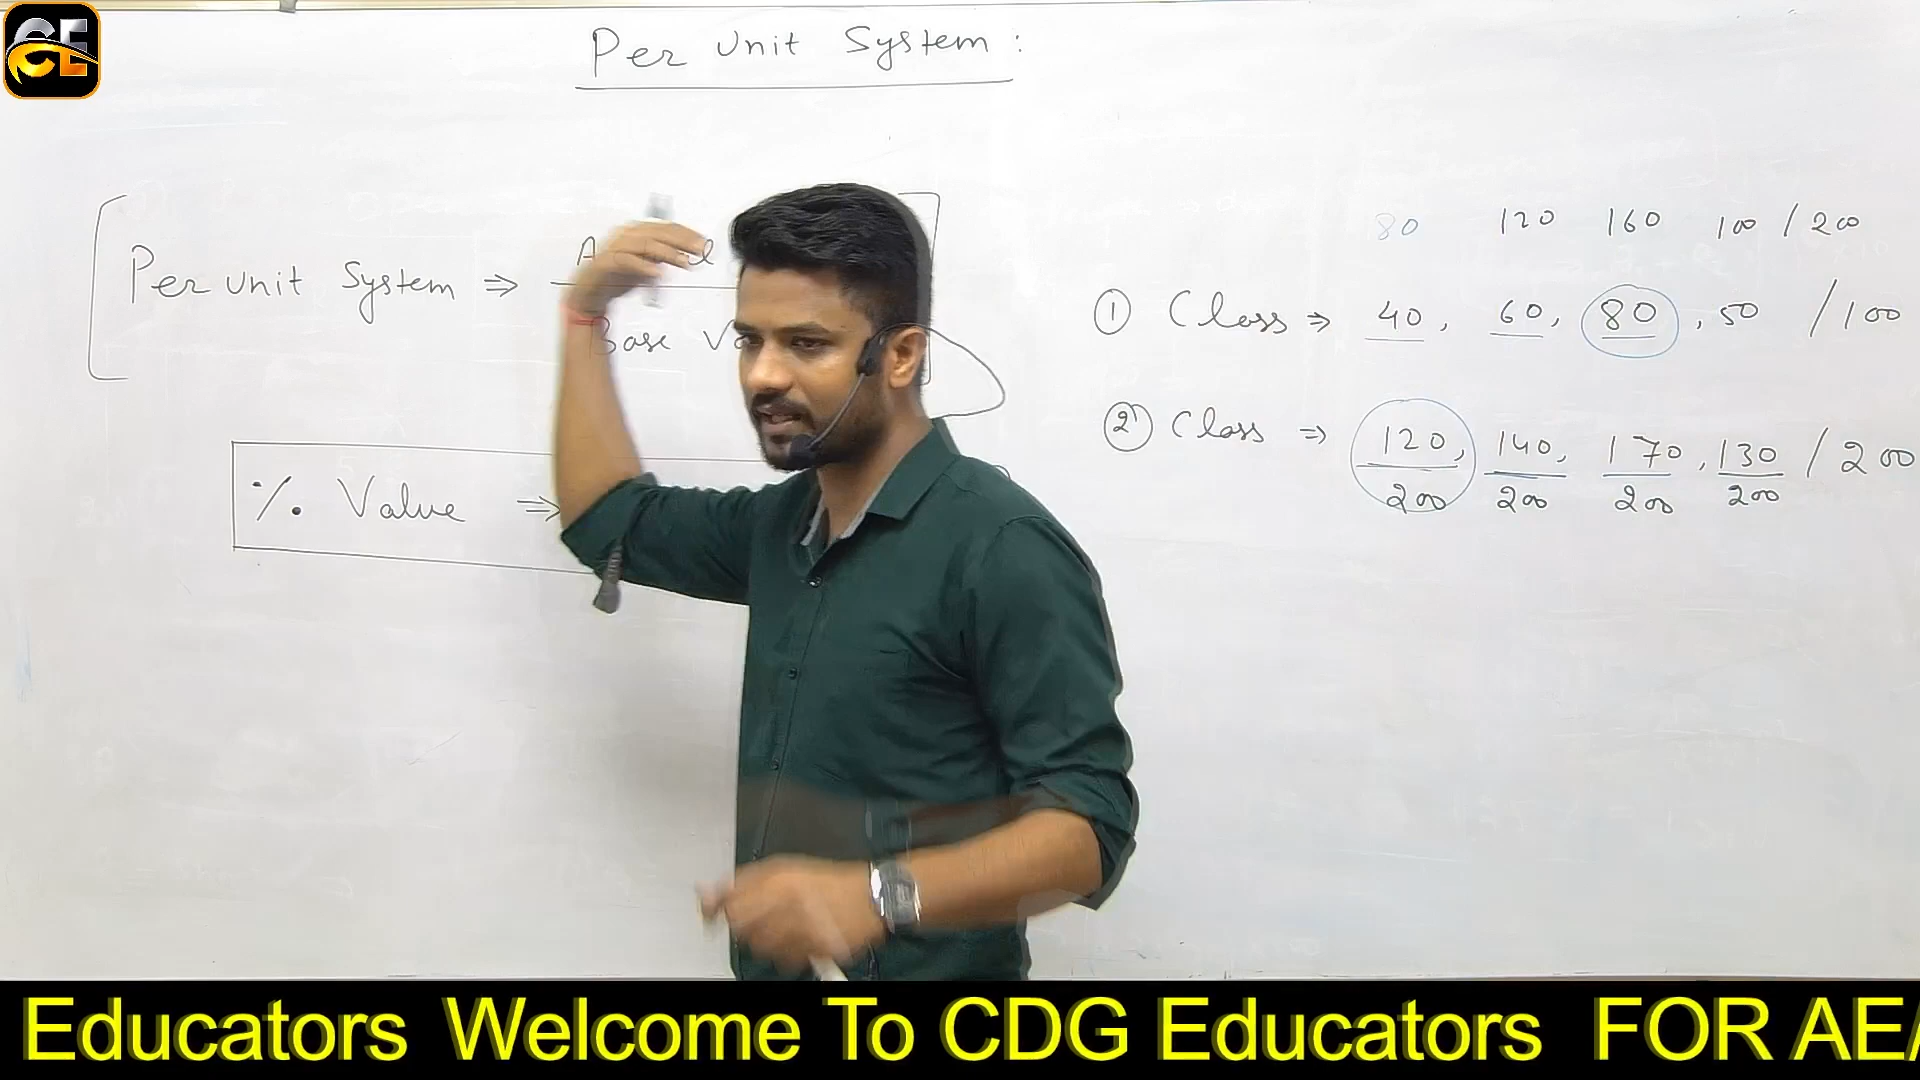 CE
Per Unit System :
Per Unit System ⇒
Base
% Value ⇒
80 120 160 100 / 200
① Class ⇒ 40, 60, 80, 50 / 100
② Class ⇒ 120, 140, 170, 130 / 200
200 200 200 200
Educators Welcome To CDG Educators FOR AE/